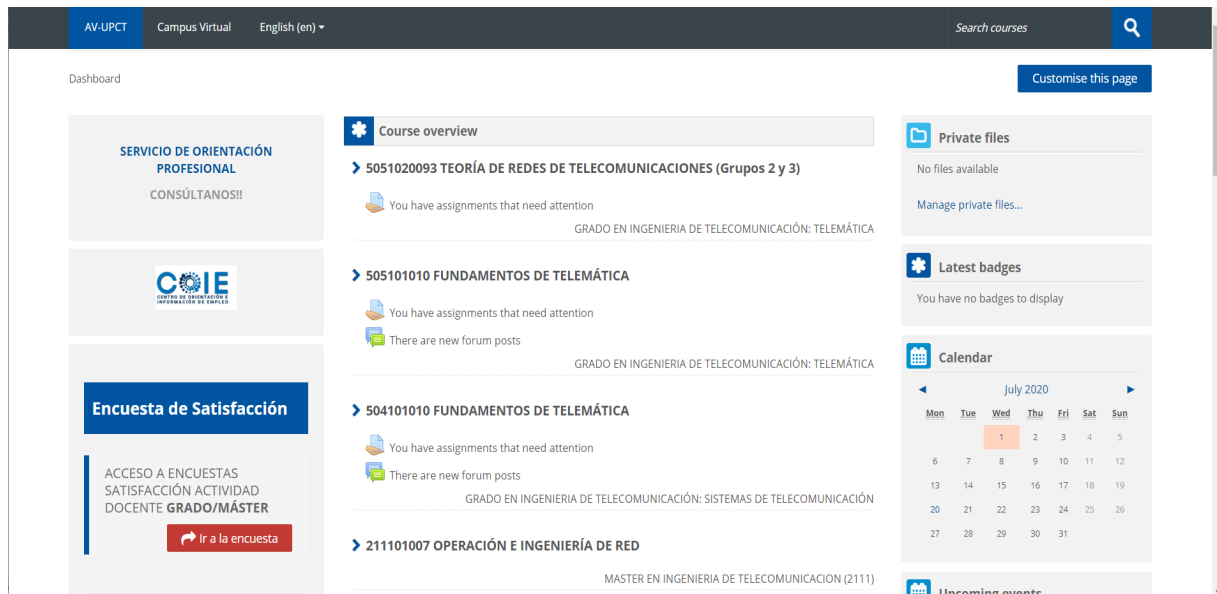 AV-UPCT
Campus Virtual
English (en)
Search courses
Dashboard
Customise this page
SERVICIO DE ORIENTACIÓN
PROFESIONAL
CONSÚLTANOS!!
COIE
CENTRO DE ORIENTACIÓN E
INFORMACIÓN DE EMPLEO
Encuesta de Satisfacción
ACCESO A ENCUESTAS
SATISFACCIÓN ACTIVIDAD
DOCENTE GRADO/MÁSTER
Ir a la encuesta
Course overview
5051020093 TEORÍA DE REDES DE TELECOMUNICACIONES (Grupos 2 y 3)
You have assignments that need attention
GRADO EN INGENIERIA DE TELECOMUNICACIÓN: TELEMÁTICA
505101010 FUNDAMENTOS DE TELEMÁTICA
You have assignments that need attention
There are new forum posts
GRADO EN INGENIERIA DE TELECOMUNICACIÓN: TELEMÁTICA
504101010 FUNDAMENTOS DE TELEMÁTICA
You have assignments that need attention
There are new forum posts
GRADO EN INGENIERIA DE TELECOMUNICACIÓN: SISTEMAS DE TELECOMUNICACIÓN
211101007 OPERACIÓN E INGENIERÍA DE RED
MASTER EN INGENIERIA DE TELECOMUNICACION (2111)
Private files
No files available
Manage private files...
Latest badges
You have no badges to display
Calendar
July 2020
Mon Tue Wed Thu Fri Sat Sun
1 2 3 4 5
6 7 8 9 10 11 12
13 14 15 16 17 18 19
20 21 22 23 24 25 26
27 28 29 30 31
Upcoming events